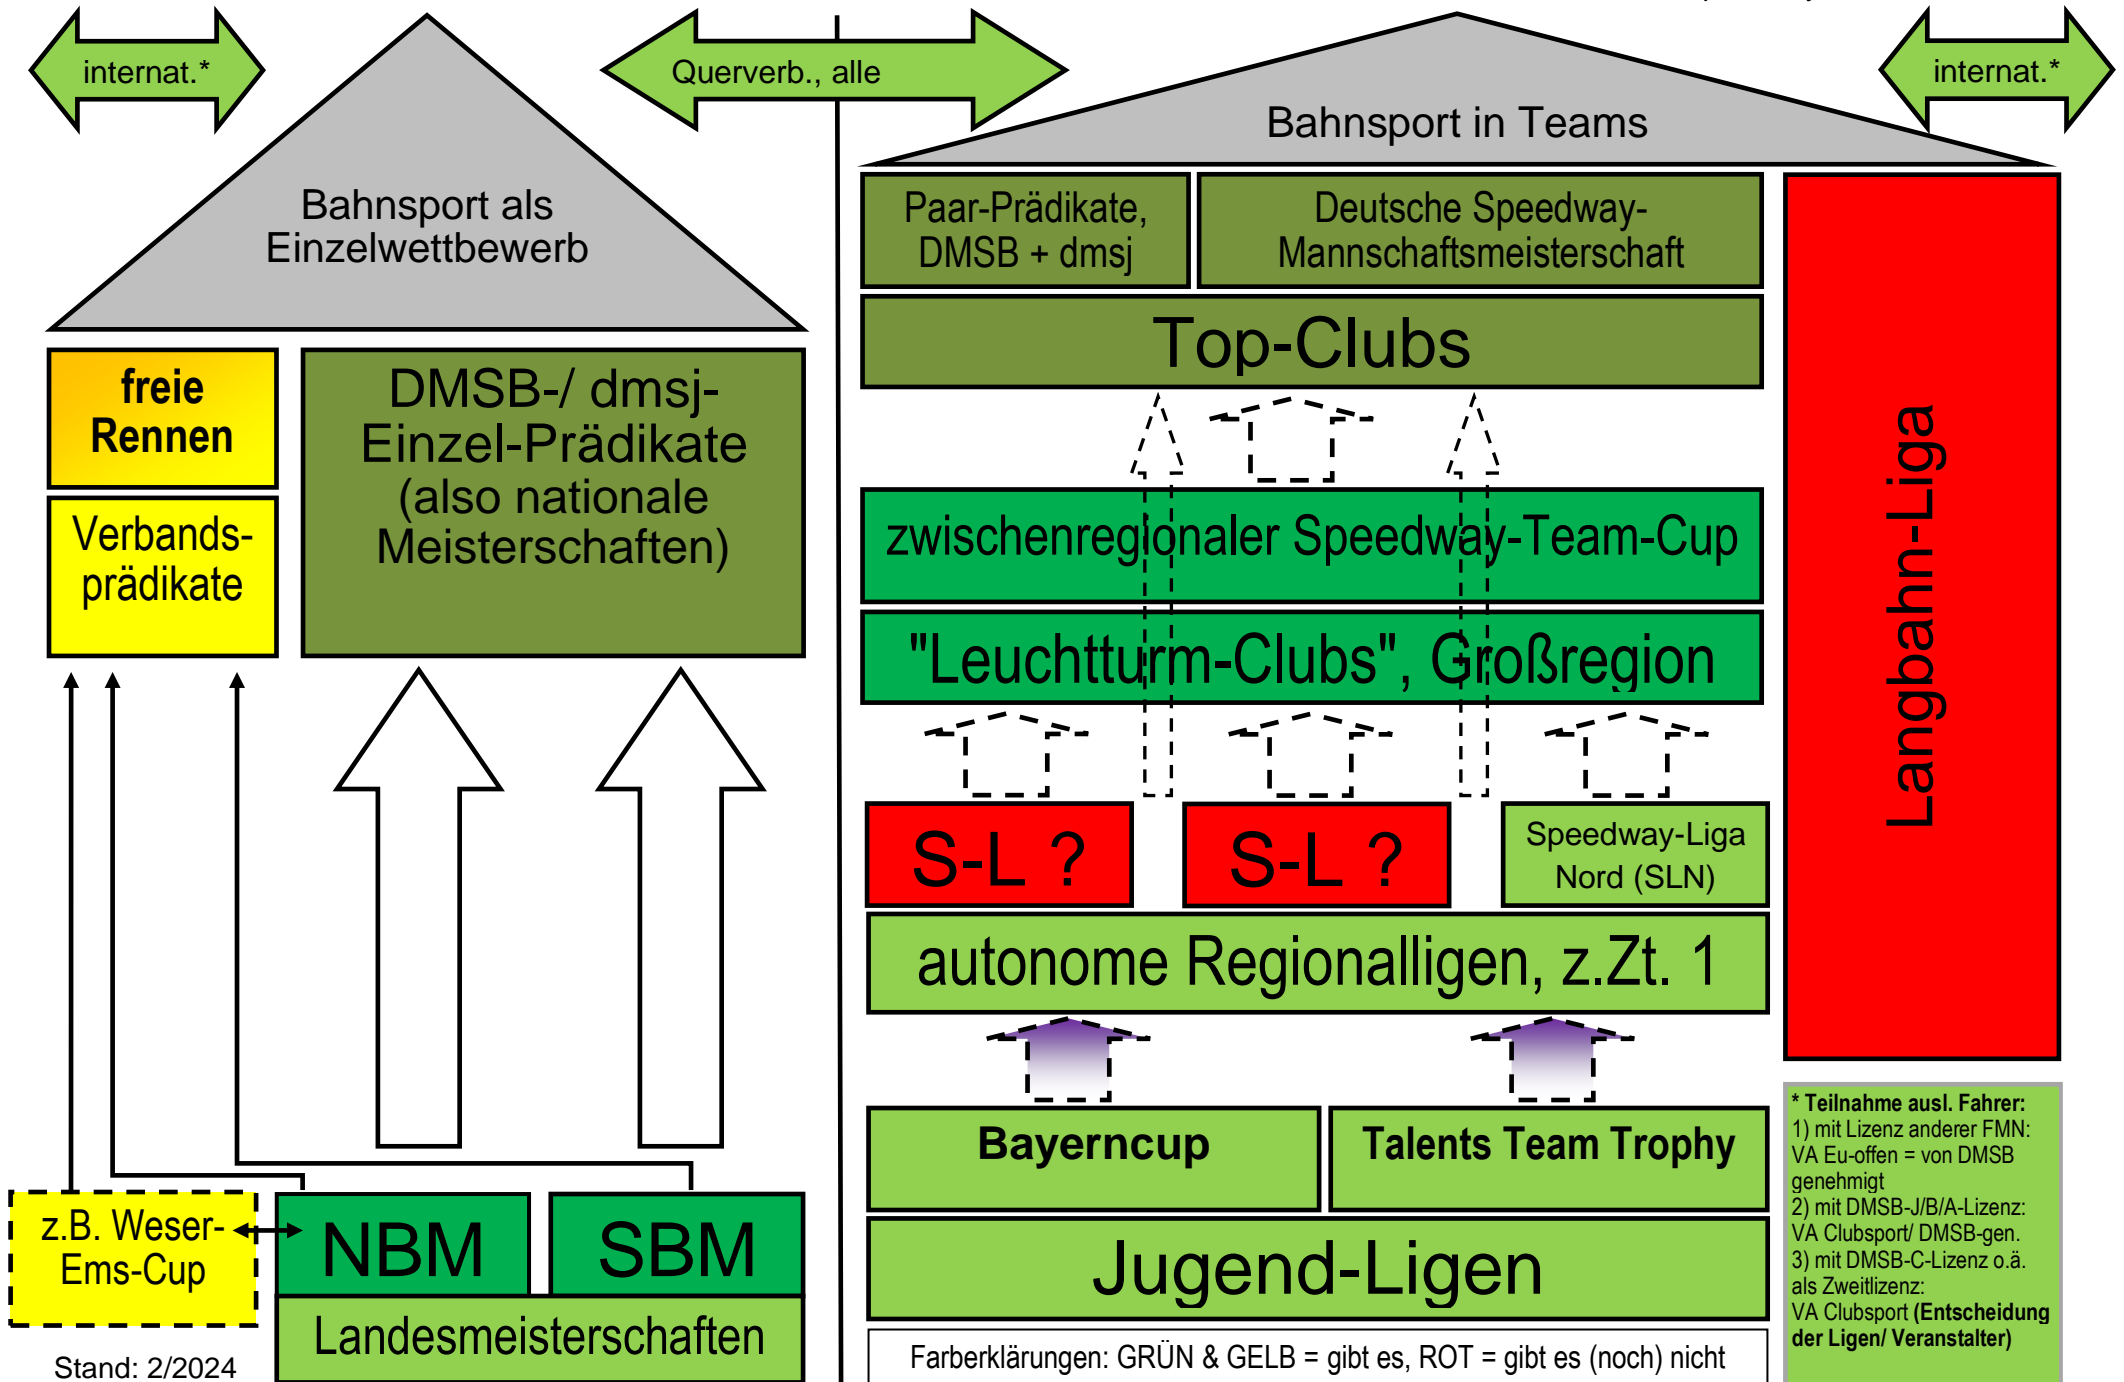 internat.*
Querverb., alle
internat.*
Bahnsport als
Einzelwettbewerb
Bahnsport in Teams
freie
Rennen
Verbands-
prädikate
DMSB-/ dmsj-
Einzel-Prädikate
(also nationale
Meisterschaften)
Paar-Prädikate,
DMSB + dmsj
Deutsche Speedway-
Mannschaftsmeisterschaft
Top-Clubs
zwischenregionaler Speedway-Team-Cup
"Leuchtturm-Clubs", Großregion
S-L ?
S-L ?
Speedway-Liga
Nord (SLN)
autonome Regionalligen, z.Zt. 1
Langbahn-Liga
Bayerncup
Talents Team Trophy
Jugend-Ligen
z.B. Weser-
Ems-Cup
NBM
SBM
Landesmeisterschaften
Stand: 2/2024
Farberklärungen: GRÜN & GELB = gibt es, ROT = gibt es (noch) nicht
* Teilnahme ausl. Fahrer:
1) mit Lizenz anderer FMN:
VA Eu-offen = von DMSB
genehmigt
2) mit DMSB-J/B/A-Lizenz:
VA Clubsport/ DMSB-gen.
3) mit DMSB-C-Lizenz o.ä.
als Zweitlizenz:
VA Clubsport (Entscheidung
der Ligen/ Veranstalter)